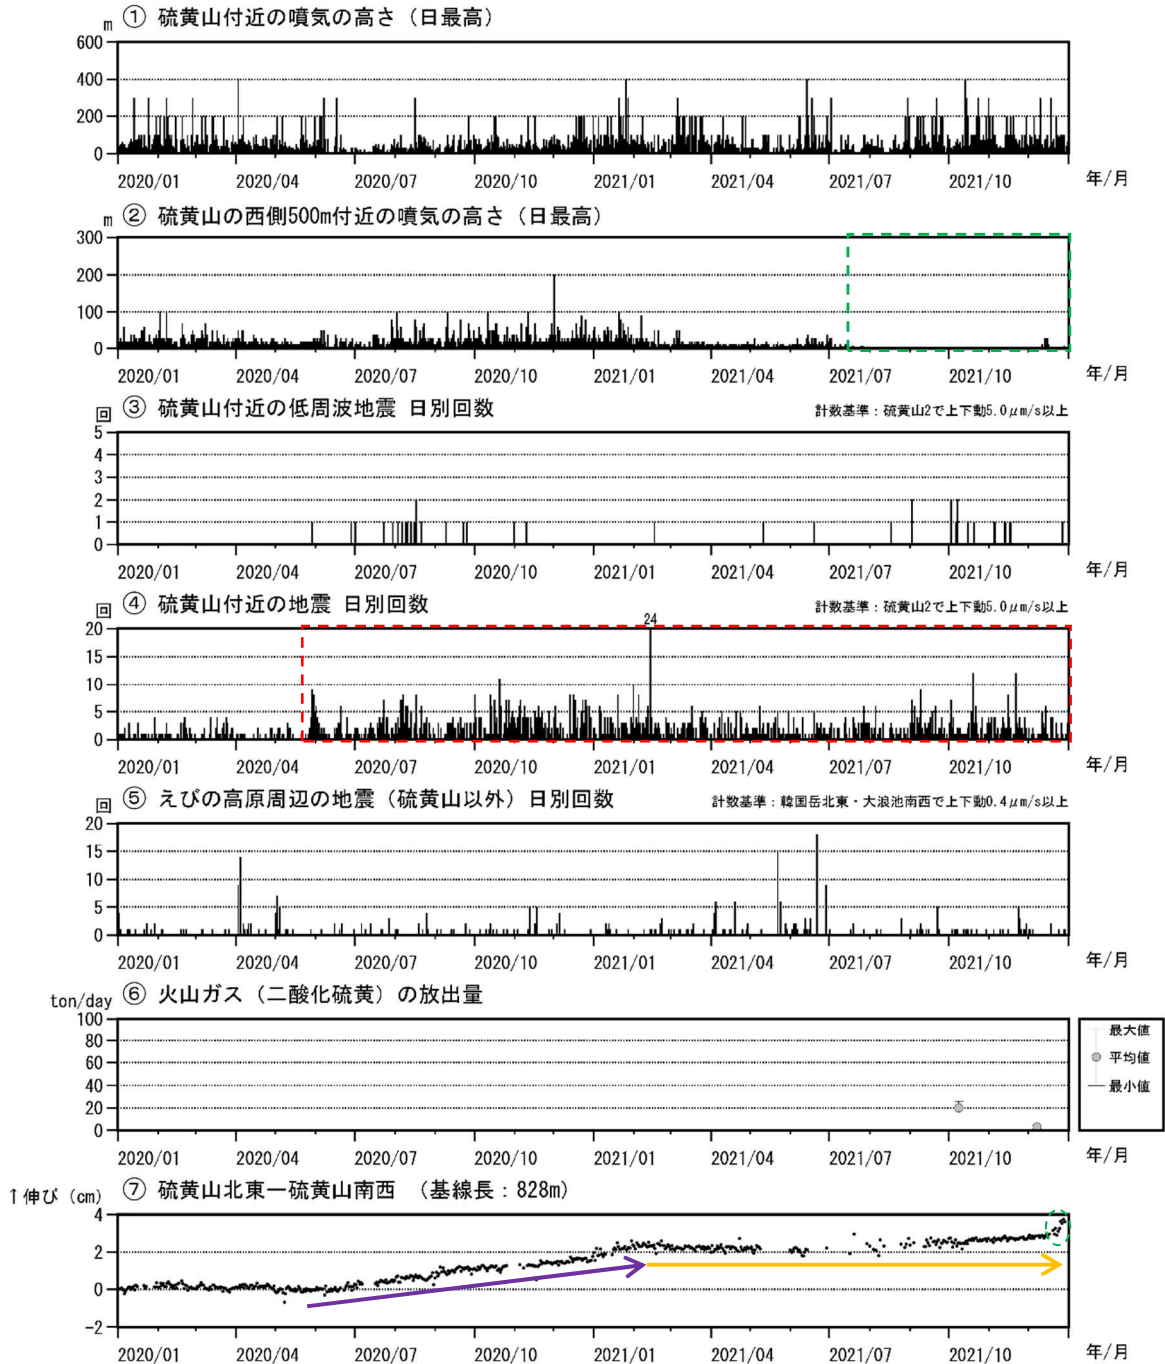 m ① 硫黄山付近の噴気の高さ（日最高）
600
400
200
0
2020/01 2020/04 2020/07 2020/10 2021/01 2021/04 2021/07 2021/10 年/月
m ② 硫黄山の西側500m付近の噴気の高さ（日最高）
300
200
100
0
2020/01 2020/04 2020/07 2020/10 2021/01 2021/04 2021/07 2021/10 年/月
回 ③ 硫黄山付近の低周波地震 日別回数 計数基準：硫黄山2で上下動5.0μm/s以上
5
4
3
2
1
0
2020/01 2020/04 2020/07 2020/10 2021/01 2021/04 2021/07 2021/10 年/月
回 ④ 硫黄山付近の地震 日別回数 計数基準：硫黄山2で上下動5.0μm/s以上
24
20
15
10
5
0
2020/01 2020/04 2020/07 2020/10 2021/01 2021/04 2021/07 2021/10 年/月
回 ⑤ えびの高原周辺の地震（硫黄山以外）日別回数 計数基準：韓国岳北東・大浪池南西で上下動0.4μm/s以上
20
15
10
5
0
2020/01 2020/04 2020/07 2020/10 2021/01 2021/04 2021/07 2021/10 年/月
ton/day ⑥ 火山ガス（二酸化硫黄）の放出量
100
80
60
40
20
0
最大値
平均値
最小値
2020/01 2020/04 2020/07 2020/10 2021/01 2021/04 2021/07 2021/10 年/月
↑伸び（cm） ⑦ 硫黄山北東－硫黄山南西 （基線長：828m）
4
2
0
-2
2020/01 2020/04 2020/07 2020/10 2021/01 2021/04 2021/07 2021/10 年/月